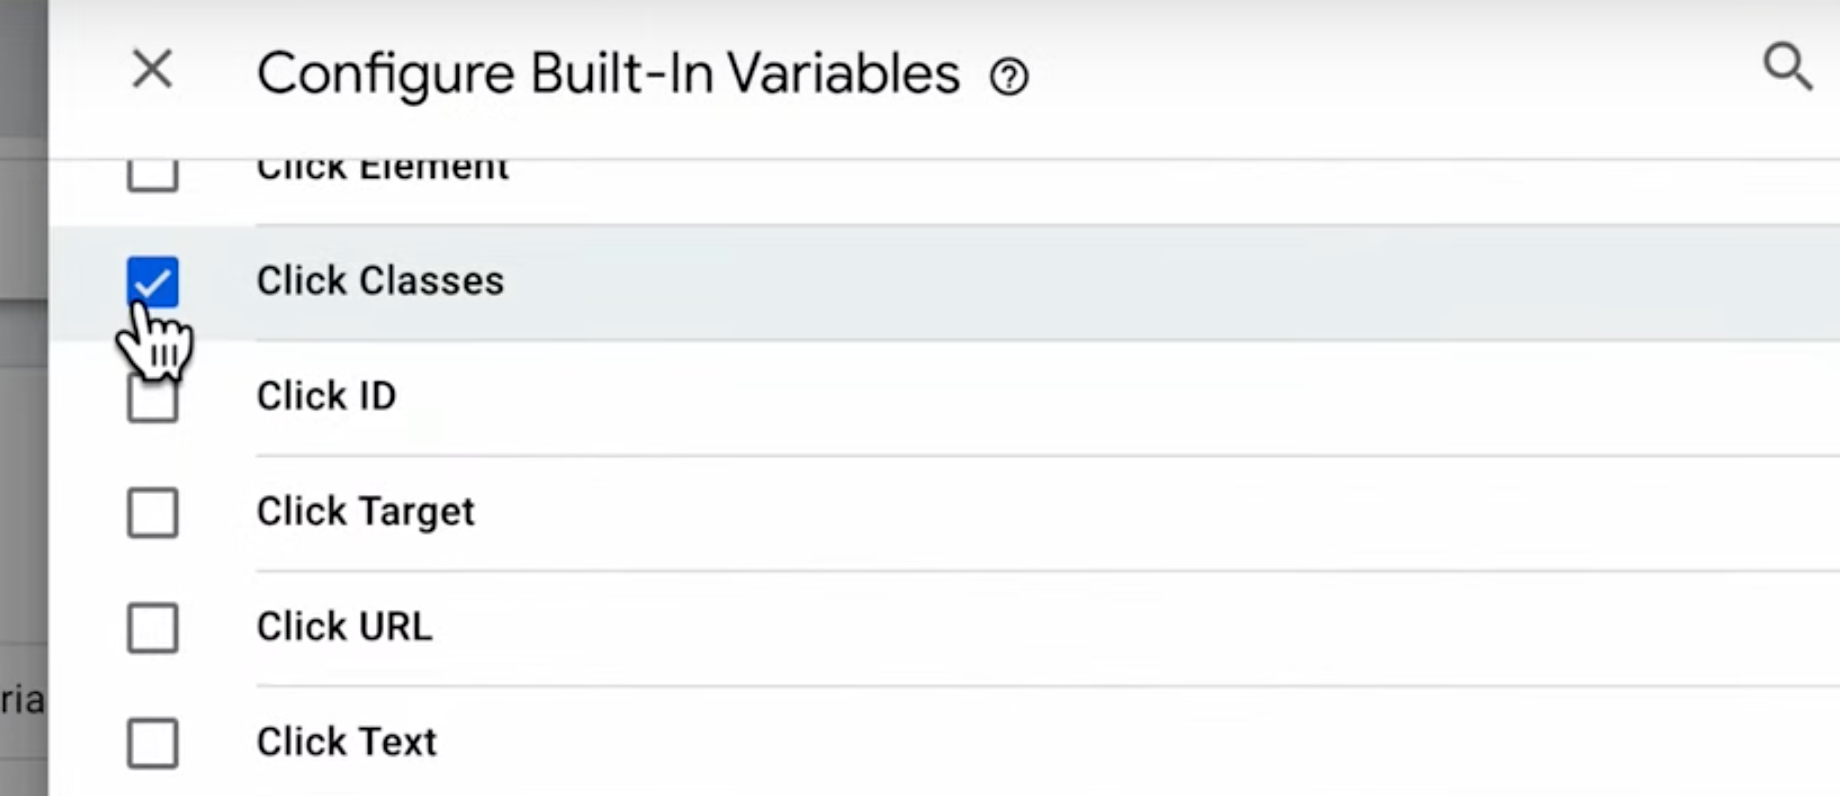 Configure Built-In Variables
Click Element
Click Classes
Click ID
Click Target
Click URL
ria
Click Text